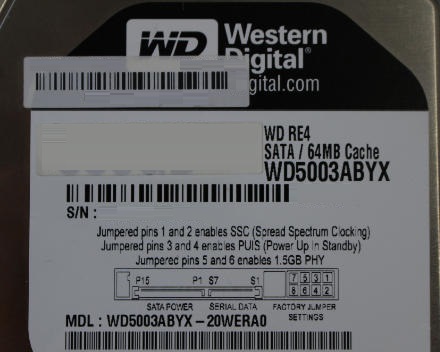 WD Western
Digital®
gital.com
WD RE4
SATA / 64MB Cache
WD5003ABYX
S/N :
Jumpered pins 1 and 2 enables SSC (Spread Spectrum Clocking)
Jumpered pins 3 and 4 enables PUIS (Power Up In Standby)
Jumpered pins 5 and 6 enables 1.5GB PHY
P15 P1 S7 S1 7 5 3 1
8 6 4 2
SATA POWER SERIAL DATA FACTORY JUMPER
SETTINGS
MDL : WD5003ABYX - 20WERA0